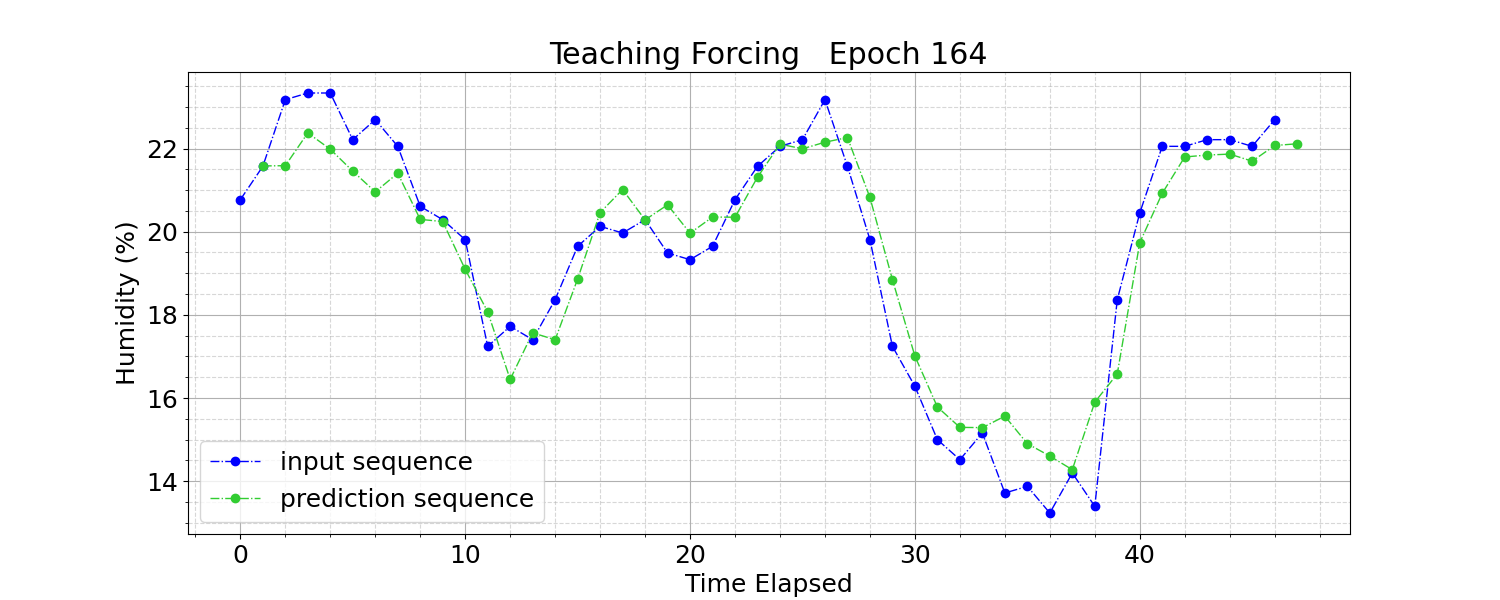 Teaching Forcing   Epoch 164
Humidity (%)
22
20
18
16
14
input sequence
prediction sequence
0 10 20 30 40
Time Elapsed